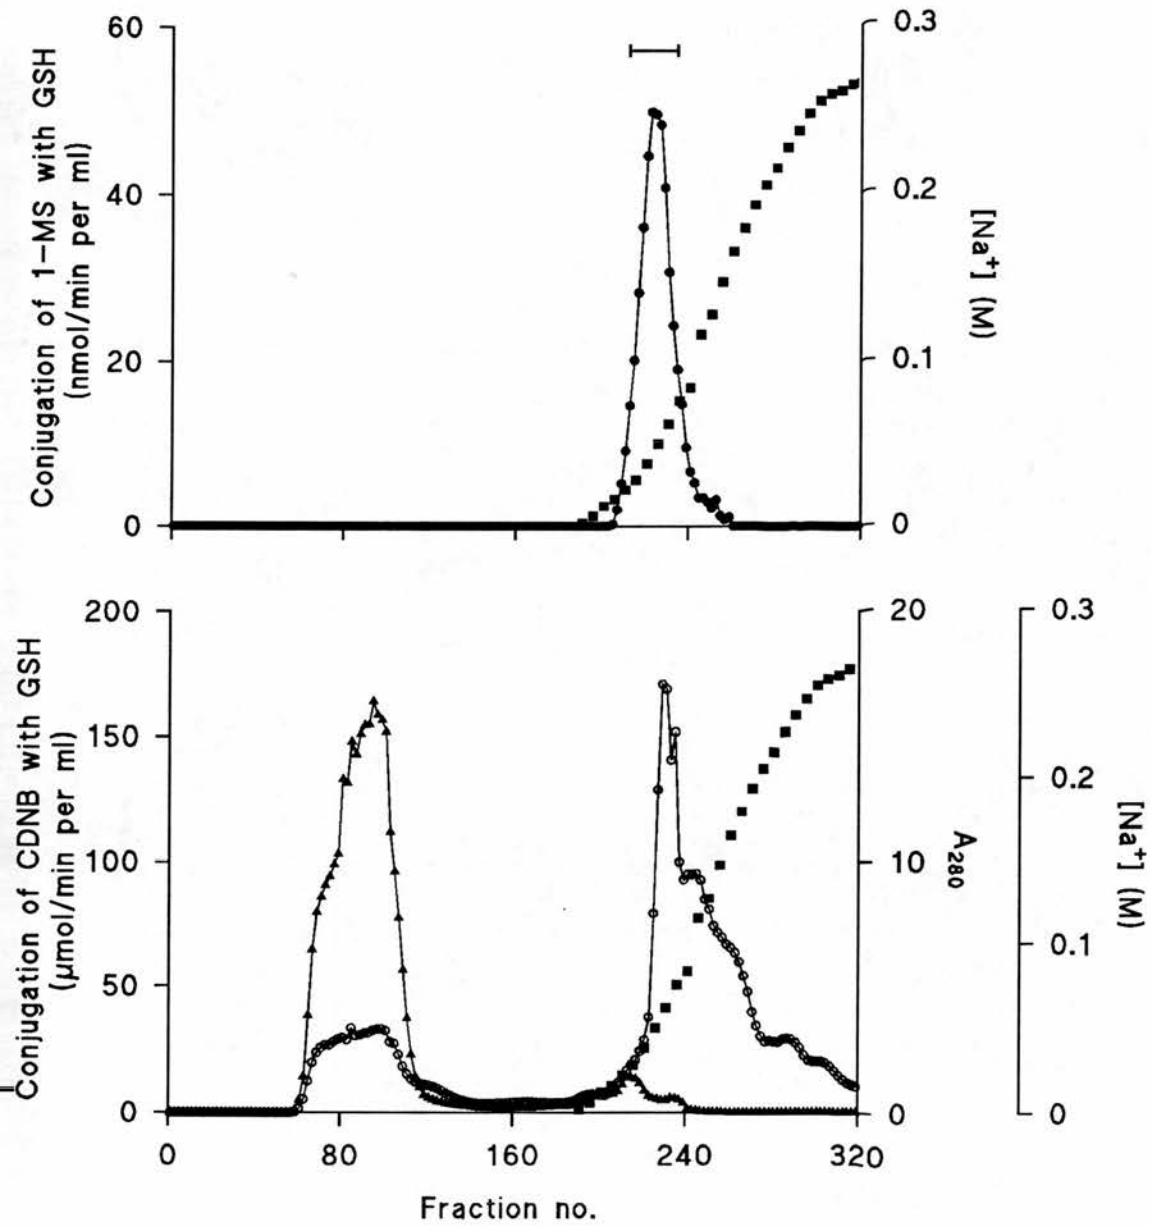 60
40
20
0
Conjugation of 1-MS with GSH
(nmol/min per ml)
0.3
0.2
0.1
0
[Na⁺] (M)
200
150
100
50
0
Conjugation of CDNB with GSH
(µmol/min per ml)
20
10
0
A₂₈₀
0.3
0.2
0.1
0
[Na⁺] (M)
0 80 160 240 320
Fraction no.